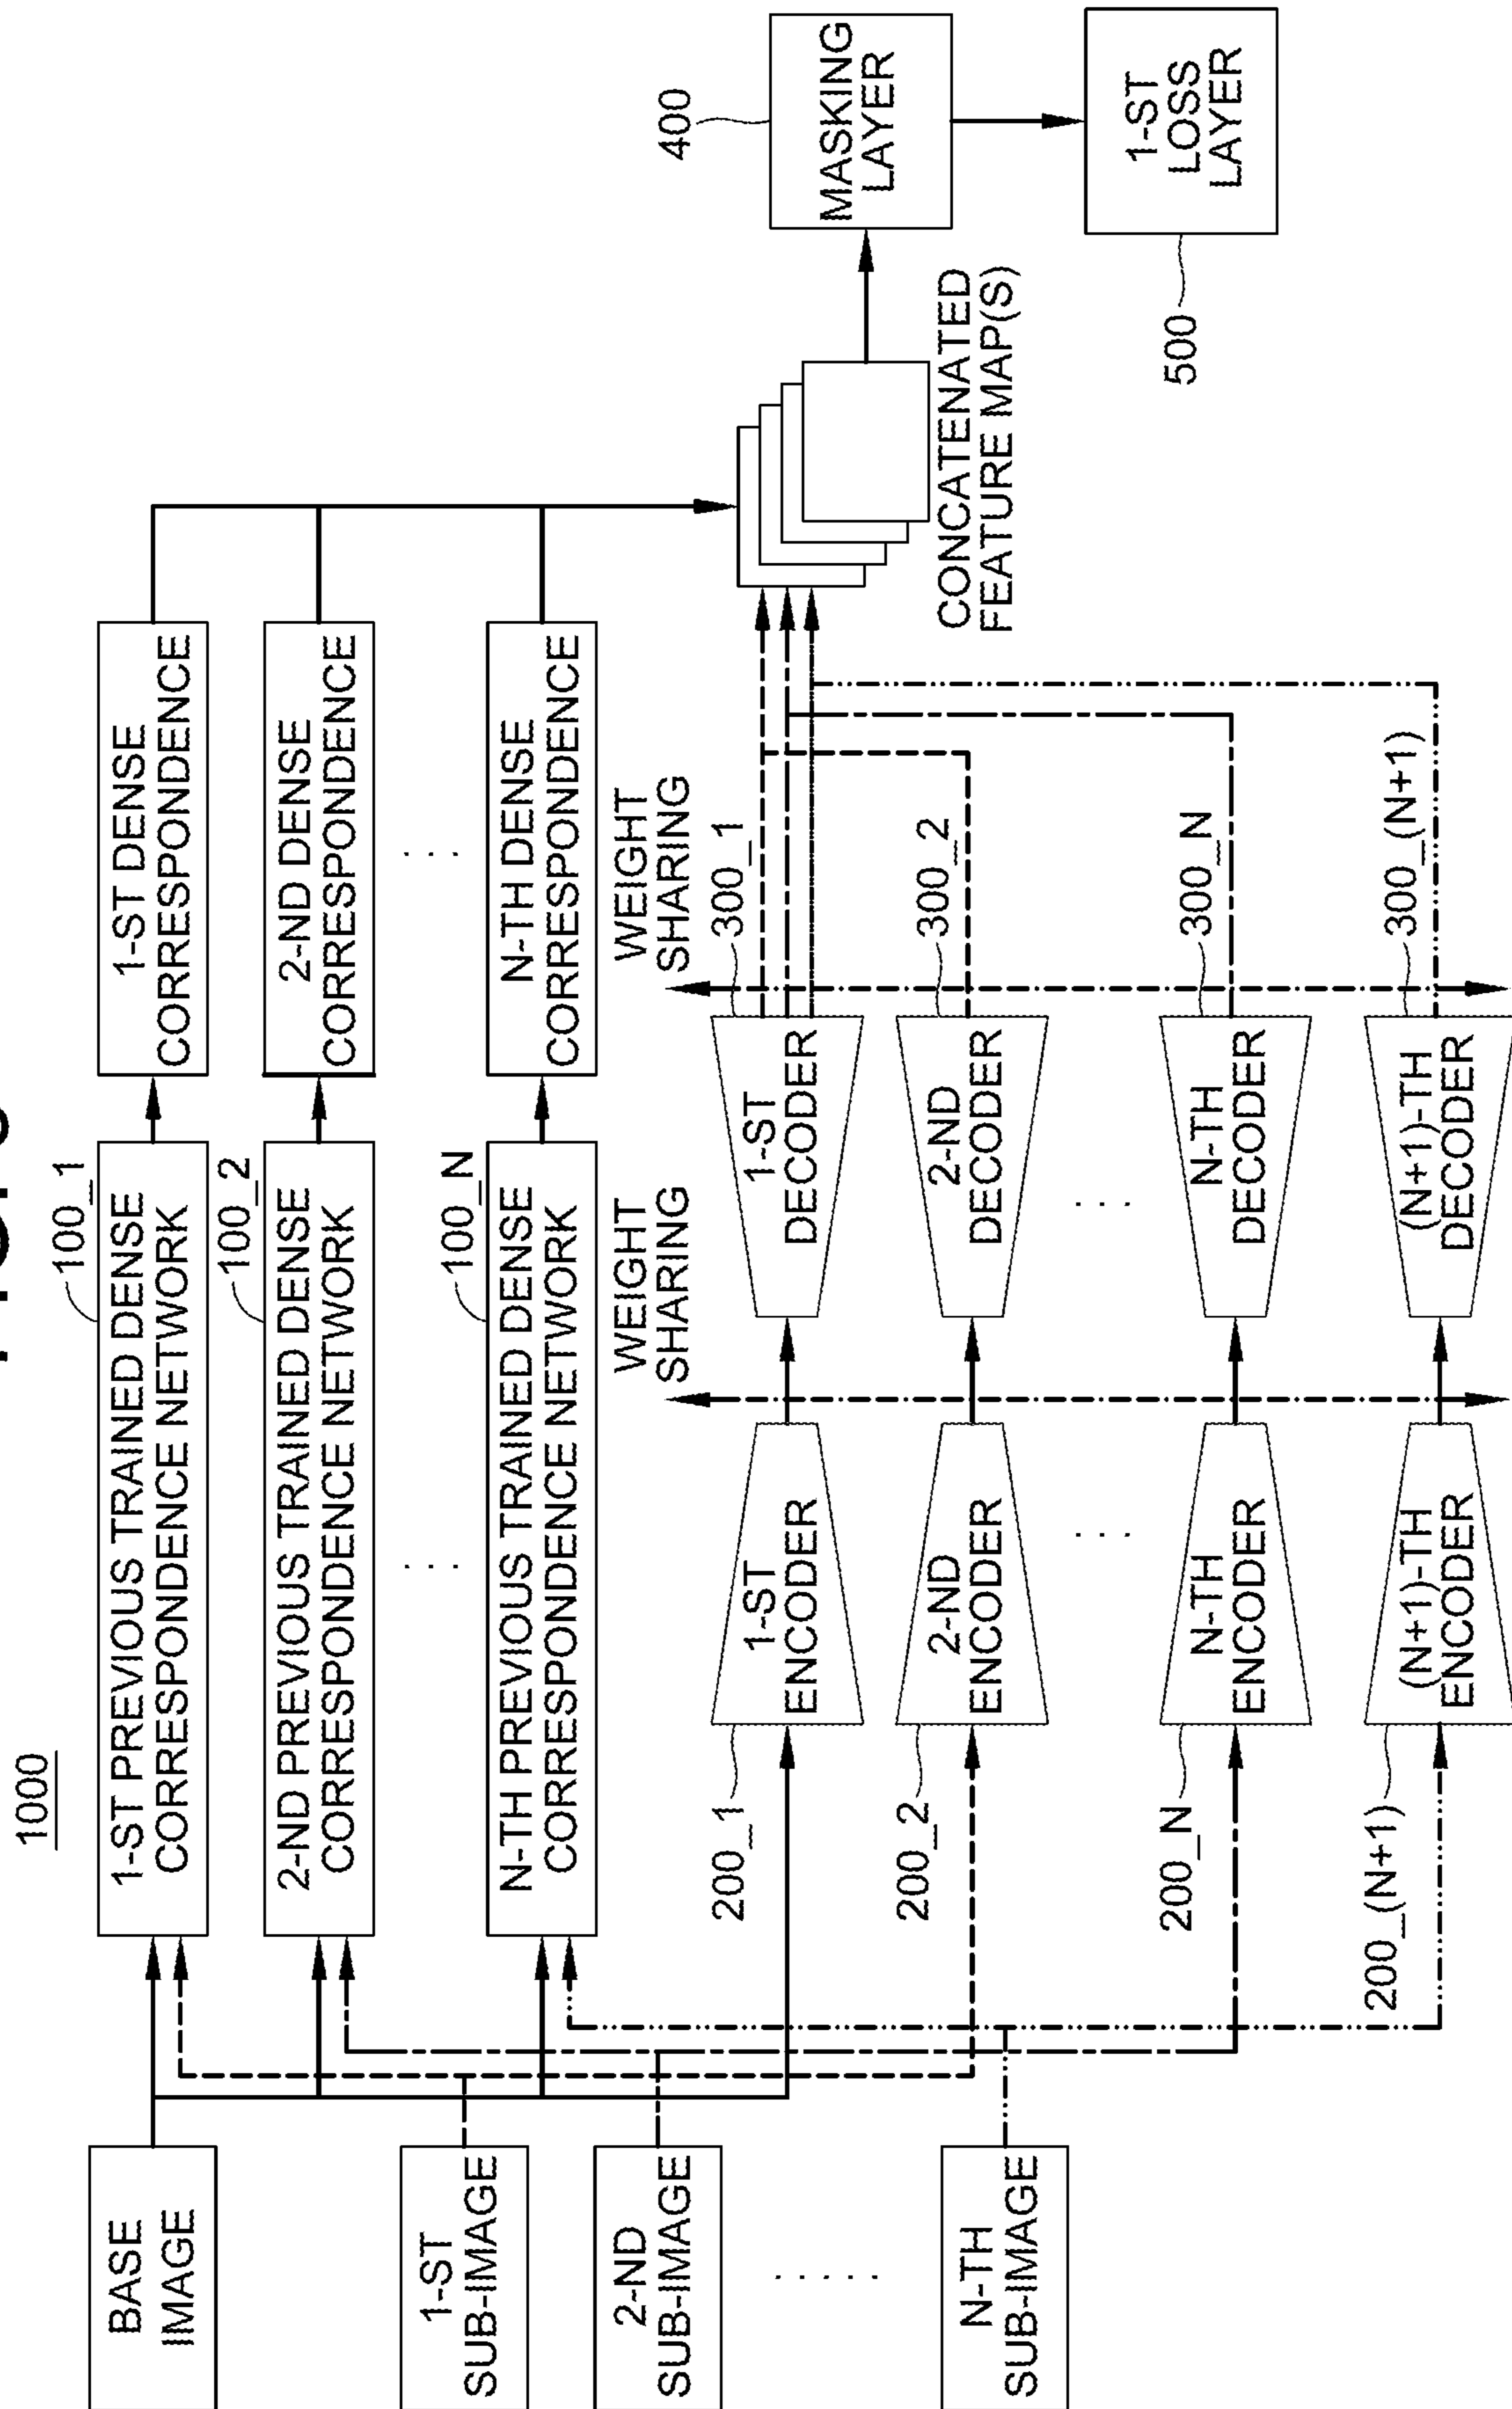 1000
BASE
IMAGE
1-ST
SUB-IMAGE
2-ND
SUB-IMAGE
. . . . .
N-TH
SUB-IMAGE
1-ST PREVIOUS TRAINED DENSE
CORRESPONDENCE NETWORK
100_1
2-ND PREVIOUS TRAINED DENSE
CORRESPONDENCE NETWORK
100_2
. . .
N-TH PREVIOUS TRAINED DENSE
CORRESPONDENCE NETWORK
100_N
1-ST DENSE
CORRESPONDENCE
2-ND DENSE
CORRESPONDENCE
. . .
N-TH DENSE
CORRESPONDENCE
WEIGHT
SHARING
WEIGHT
SHARING
200_1
1-ST
ENCODER
200_2
2-ND
ENCODER
. . .
200_N
N-TH
ENCODER
200_(N+1)
(N+1)-TH
ENCODER
1-ST
DECODER
300_1
2-ND
DECODER
300_2
. . .
N-TH
DECODER
300_N
(N+1)-TH
DECODER
300_(N+1)
CONCATENATED
FEATURE MAP(S)
400
MASKING
LAYER
1-ST
LOSS
LAYER
500